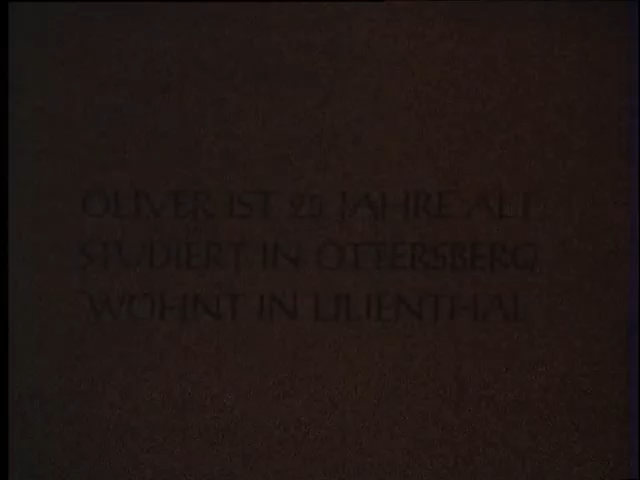 OLIVER IST 25 JAHRE ALT
STUDIERT IN OTTERSBERG
WOHNT IN LILIENTHAL